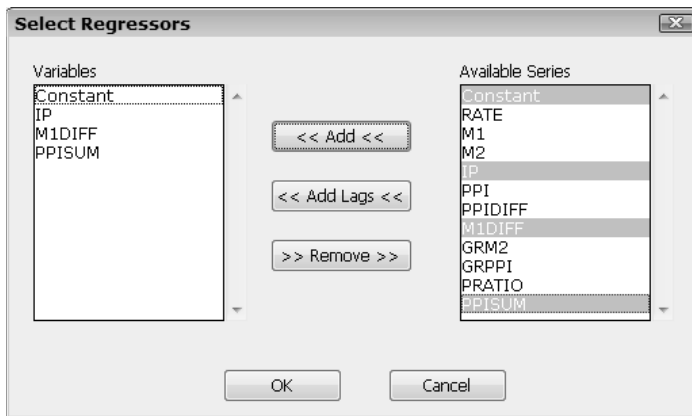 Select Regressors
Variables
Constant
IP
M1DIFF
PPISUM
<< Add <<
<< Add Lags <<
>> Remove >>
Available Series
Constant
RATE
M1
M2
IP
PPI
PPIDIFF
M1DIFF
GRM2
GRPPI
PRATIO
PPISUM
OK
Cancel